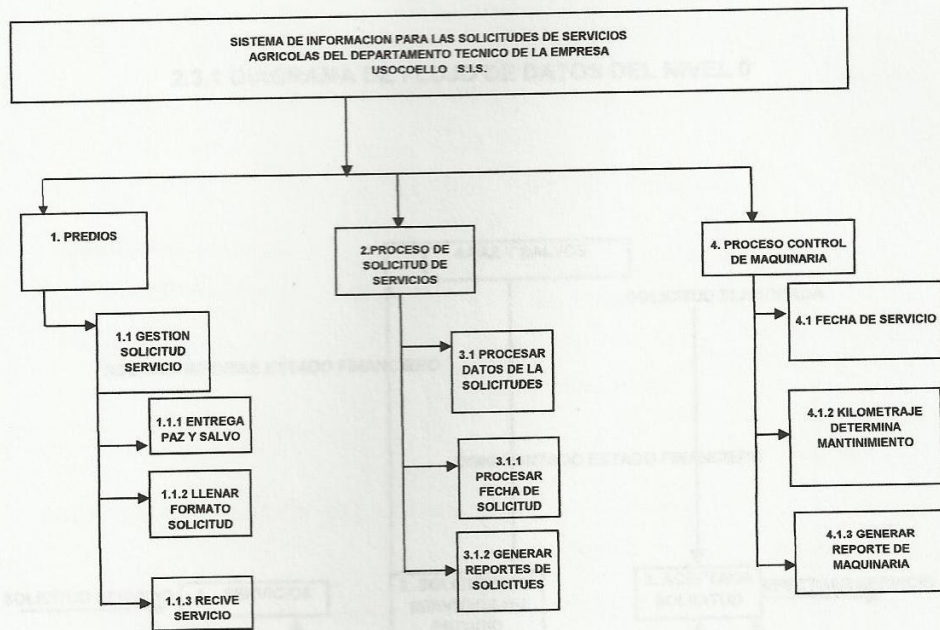 SISTEMA DE INFORMACION PARA LAS SOLICITUDES DE SERVICIOS
AGRICOLAS DEL DEPARTAMENTO TECNICO DE LA EMPRESA
USOCOELLO S.I.S.
1. PREDIOS
1.1 GESTION
SOLICITUD
SERVICIO
1.1.1 ENTREGA
PAZ Y SALVO
1.1.2 LLENAR
FORMATO
SOLICITUD
1.1.3 RECIVE
SERVICIO
2.PROCESO DE
SOLICITUD DE
SERVICIOS
3.1 PROCESAR
DATOS DE LA
SOLICITUDES
3.1.1
PROCESAR
FECHA DE
SOLICITUD
3.1.2 GENERAR
REPORTES DE
SOLICITUES
4. PROCESO CONTROL
DE MAQUINARIA
4.1 FECHA DE SERVICIO
4.1.2 KILOMETRAJE
DETERMINA
MANTINIMIENTO
4.1.3 GENERAR
REPORTE DE
MAQUINARIA